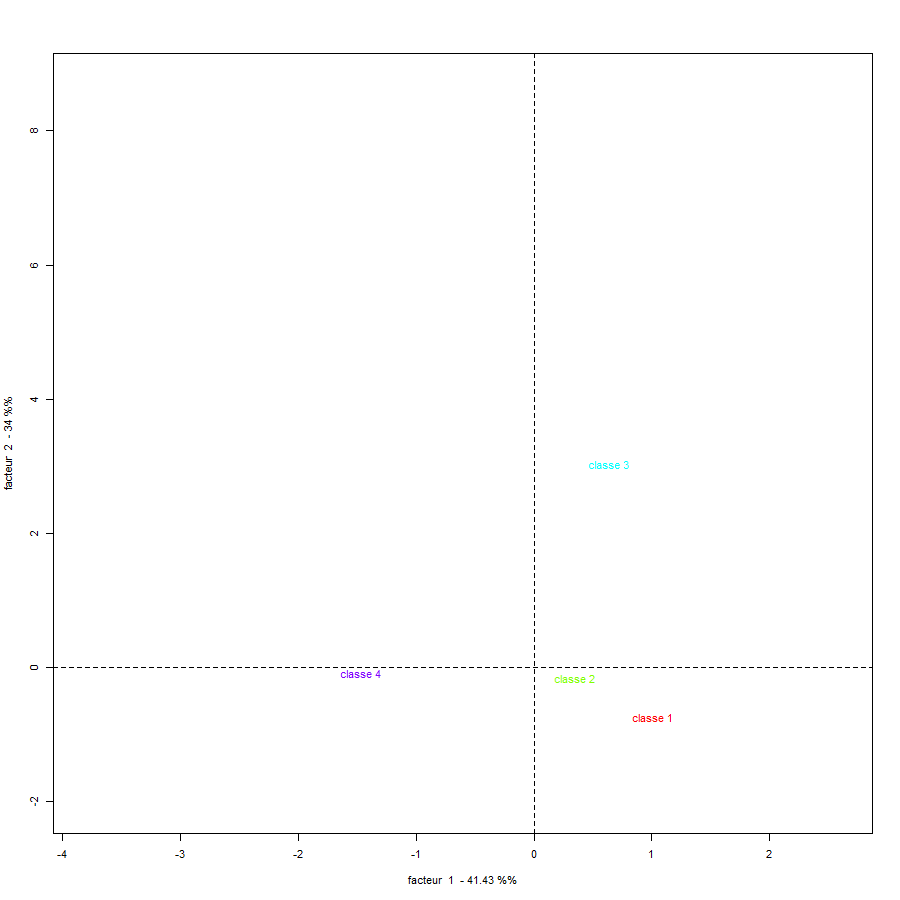 8
6
4
2
0
-2
facteur 2 - 34 %%
classe 3
classe 4
classe 2
classe 1
-4 -3 -2 -1 0 1 2
facteur 1 - 41.43 %%